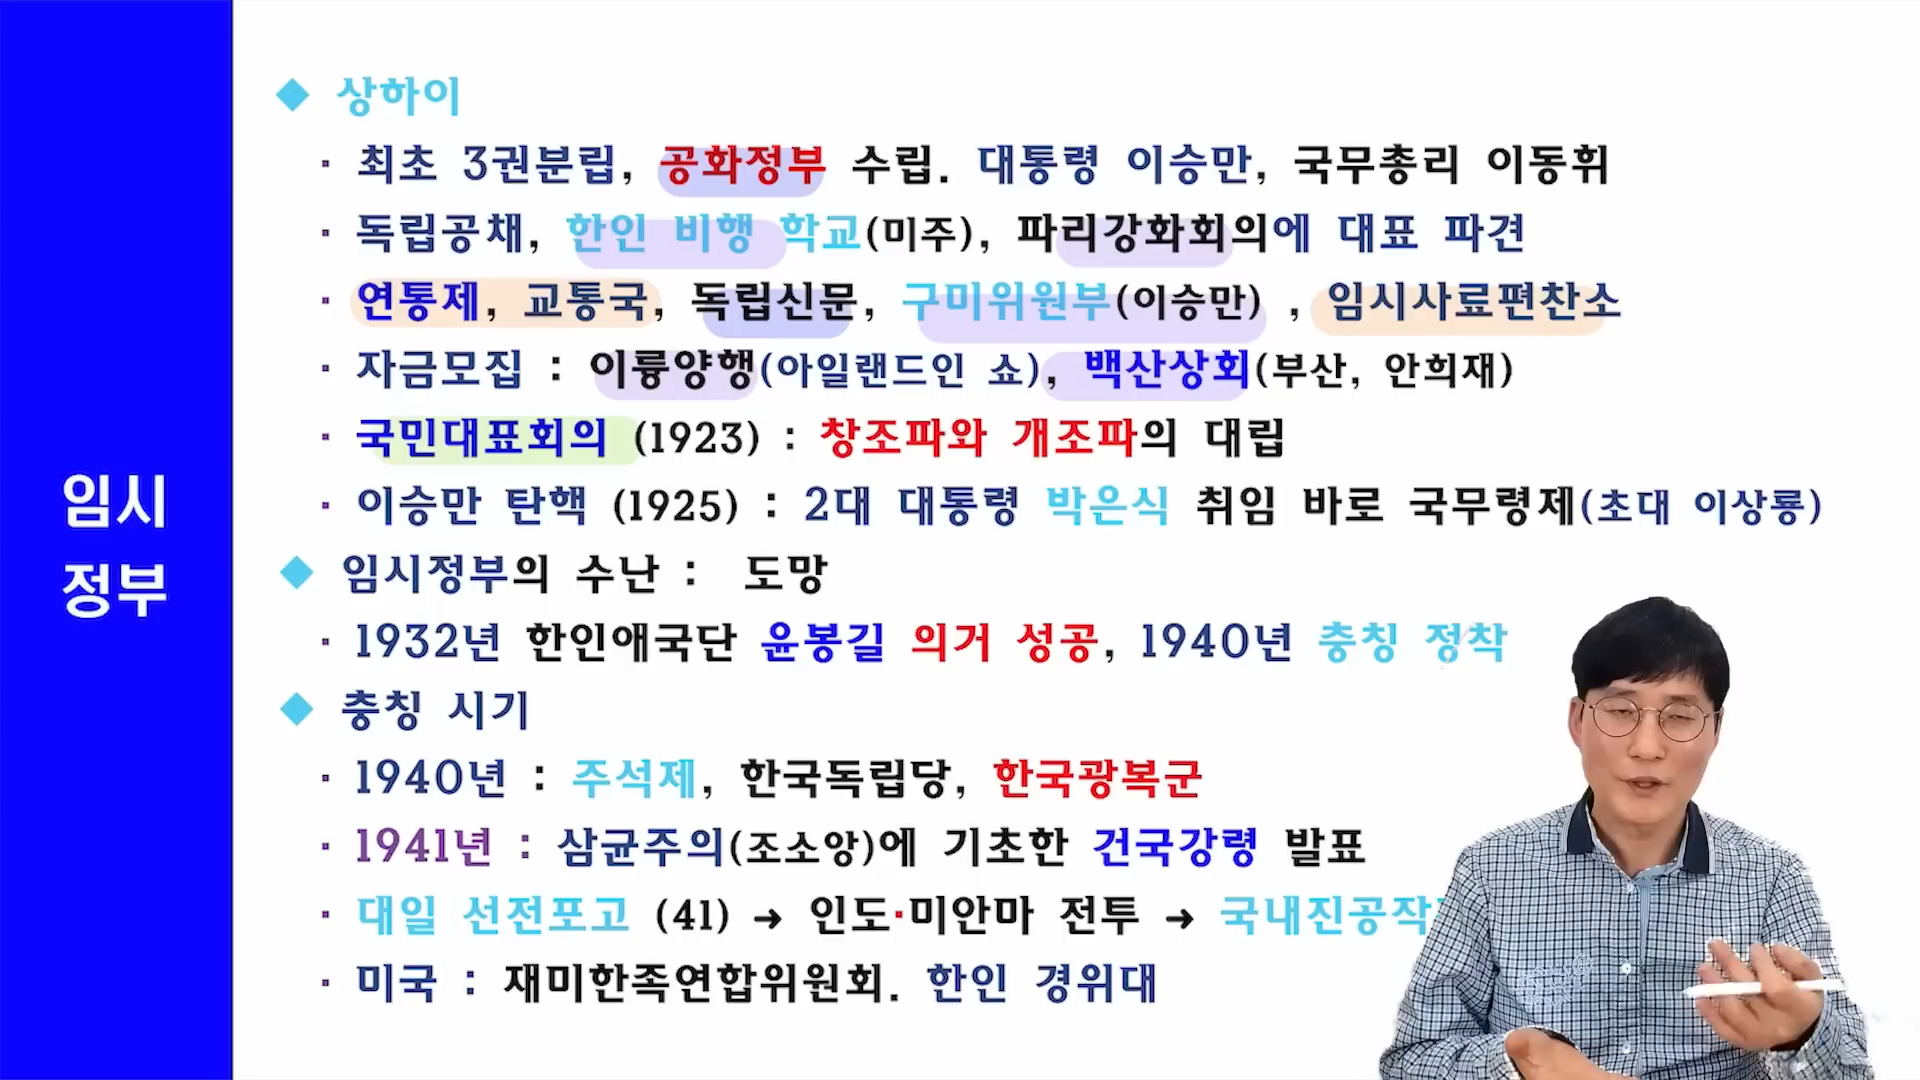 임시
정부
◆ 상하이
· 최초 3권분립, 공화정부 수립. 대통령 이승만, 국무총리 이동휘
· 독립공채, 한인 비행 학교(미주), 파리강화회의에 대표 파견
· 연통제, 교통국, 독립신문, 구미위원부(이승만) , 임시사료편찬소
· 자금모집 : 이륭양행(아일랜드인 쇼), 백산상회(부산, 안희재)
· 국민대표회의 (1923) : 창조파와 개조파의 대립
· 이승만 탄핵 (1925) : 2대 대통령 박은식 취임 바로 국무령제(초대 이상룡)
◆ 임시정부의 수난 : 도망
· 1932년 한인애국단 윤봉길 의거 성공, 1940년 충칭 정착
◆ 충칭 시기
· 1940년 : 주석제, 한국독립당, 한국광복군
· 1941년 : 삼균주의(조소앙)에 기초한 건국강령 발표
· 대일 선전포고 (41) → 인도·미안마 전투 → 국내진공작
· 미국 : 재미한족연합위원회. 한인 경위대